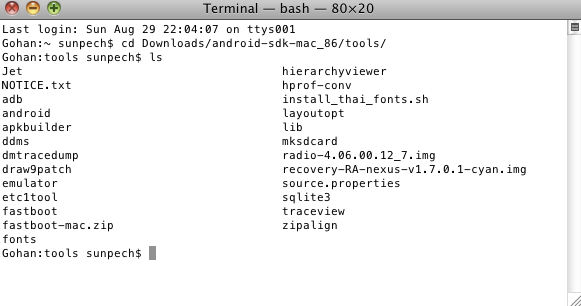 Terminal — bash — 80×20
Last login: Sun Aug 29 22:04:07 on ttys001
Gohan:~ sunpech$ cd Downloads/android-sdk-mac_86/tools/
Gohan:tools sunpech$ ls
Jet hierarchyviewer
NOTICE.txt hprof-conv
adb install_thai_fonts.sh
android layoutopt
apkbuilder lib
ddms mksdcard
dmtracedump radio-4.06.00.12_7.img
draw9patch recovery-RA-nexus-v1.7.0.1-cyan.img
emulator source.properties
etc1tool sqlite3
fastboot traceview
fastboot-mac.zip zipalign
fonts
Gohan:tools sunpech$